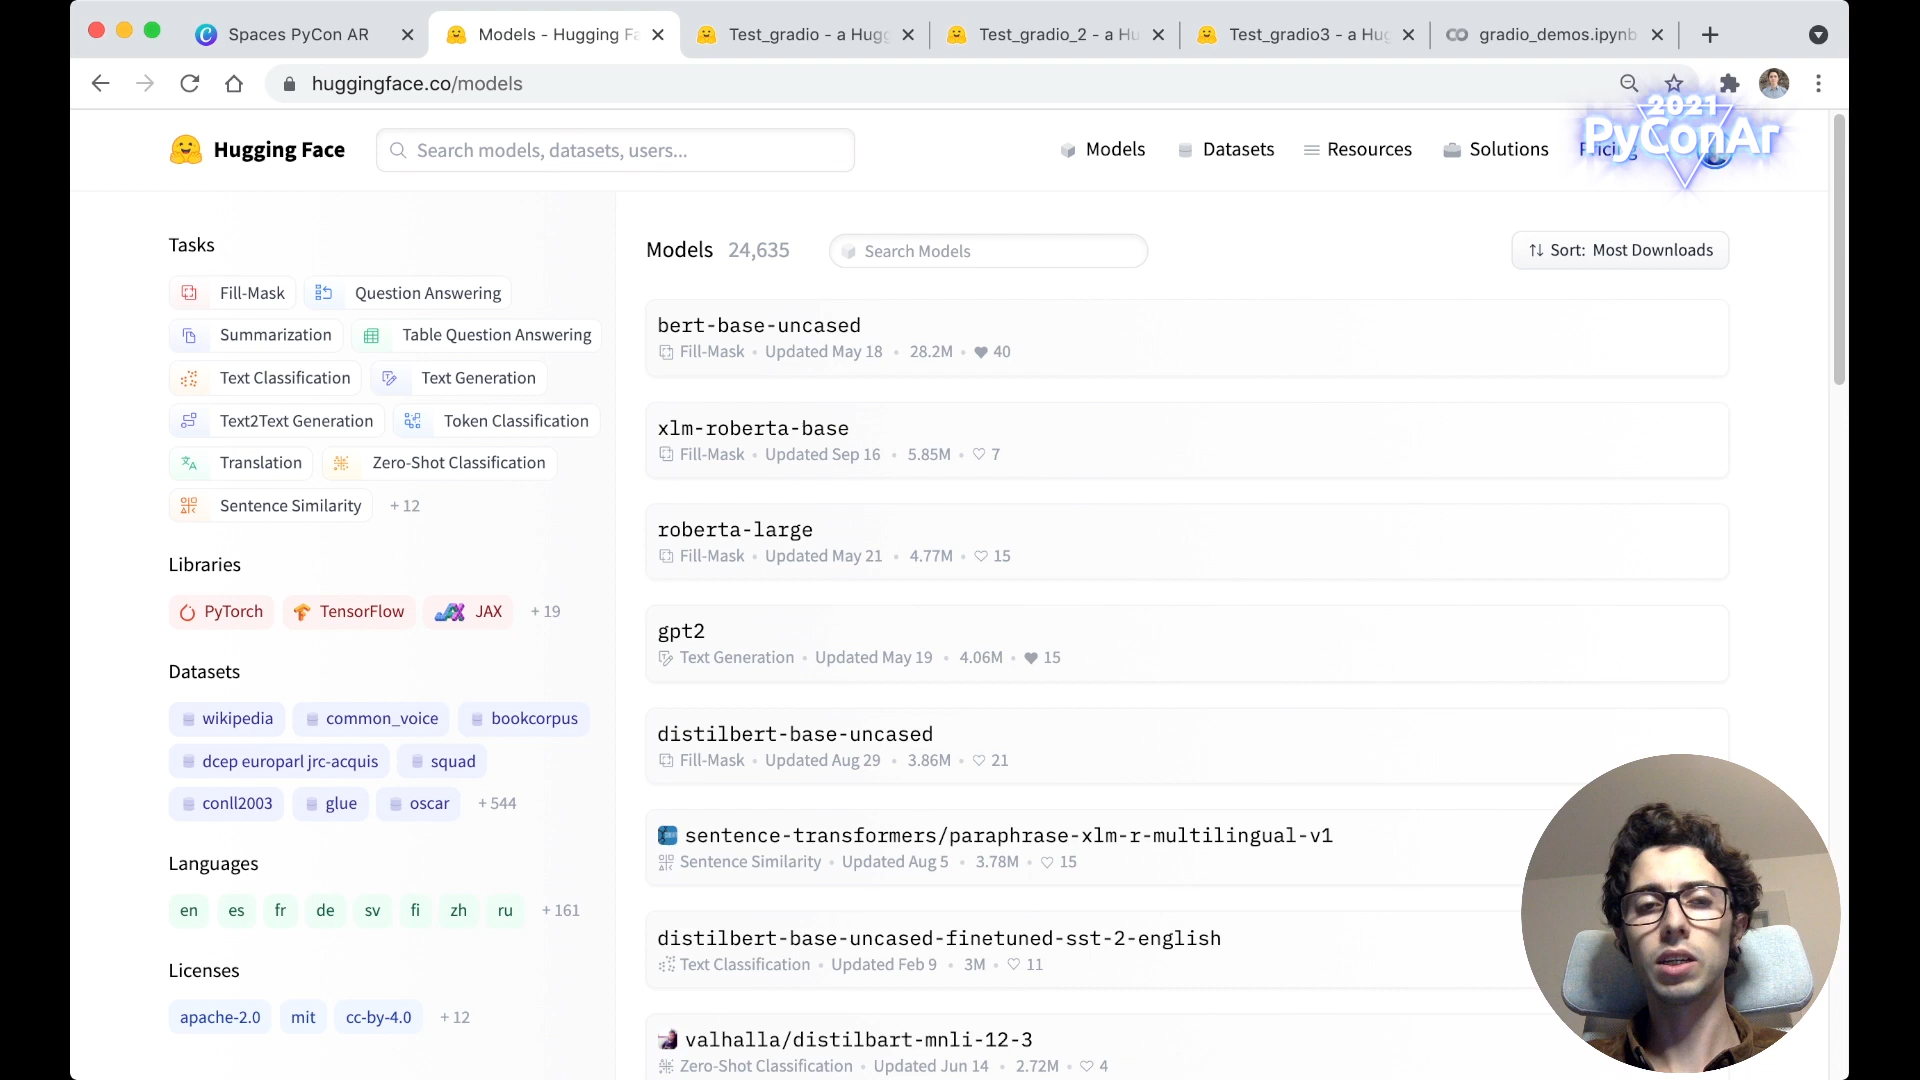 Spaces PyCon AR
Models - Hugging Fa
Test_gradio - a Hugg
Test_gradio_2 - a Hu
Test_gradio3 - a Hug
gradio_demos.ipynb
huggingface.co/models
2021
PyConAr
Hugging Face
Search models, datasets, users...
Models
Datasets
Resources
Solutions
Pricing
Tasks
Fill-Mask
Question Answering
Summarization
Table Question Answering
Text Classification
Text Generation
Text2Text Generation
Token Classification
Translation
Zero-Shot Classification
Sentence Similarity
+ 12
Libraries
PyTorch
TensorFlow
JAX
+ 19
Datasets
wikipedia
common_voice
bookcorpus
dcep europarl jrc-acquis
squad
conll2003
glue
oscar
+ 544
Languages
en
es
fr
de
sv
fi
zh
ru
+ 161
Licenses
apache-2.0
mit
cc-by-4.0
+ 12
Models 24,635
Search Models
Sort: Most Downloads
bert-base-uncased
Fill-Mask • Updated May 18 • 28.2M • 40
xlm-roberta-base
Fill-Mask • Updated Sep 16 • 5.85M • 7
roberta-large
Fill-Mask • Updated May 21 • 4.77M • 15
gpt2
Text Generation • Updated May 19 • 4.06M • 15
distilbert-base-uncased
Fill-Mask • Updated Aug 29 • 3.86M • 21
sentence-transformers/paraphrase-xlm-r-multilingual-v1
Sentence Similarity • Updated Aug 5 • 3.78M • 15
distilbert-base-uncased-finetuned-sst-2-english
Text Classification • Updated Feb 9 • 3M • 11
valhalla/distilbart-mnli-12-3
Zero-Shot Classification • Updated Jun 14 • 2.72M • 4